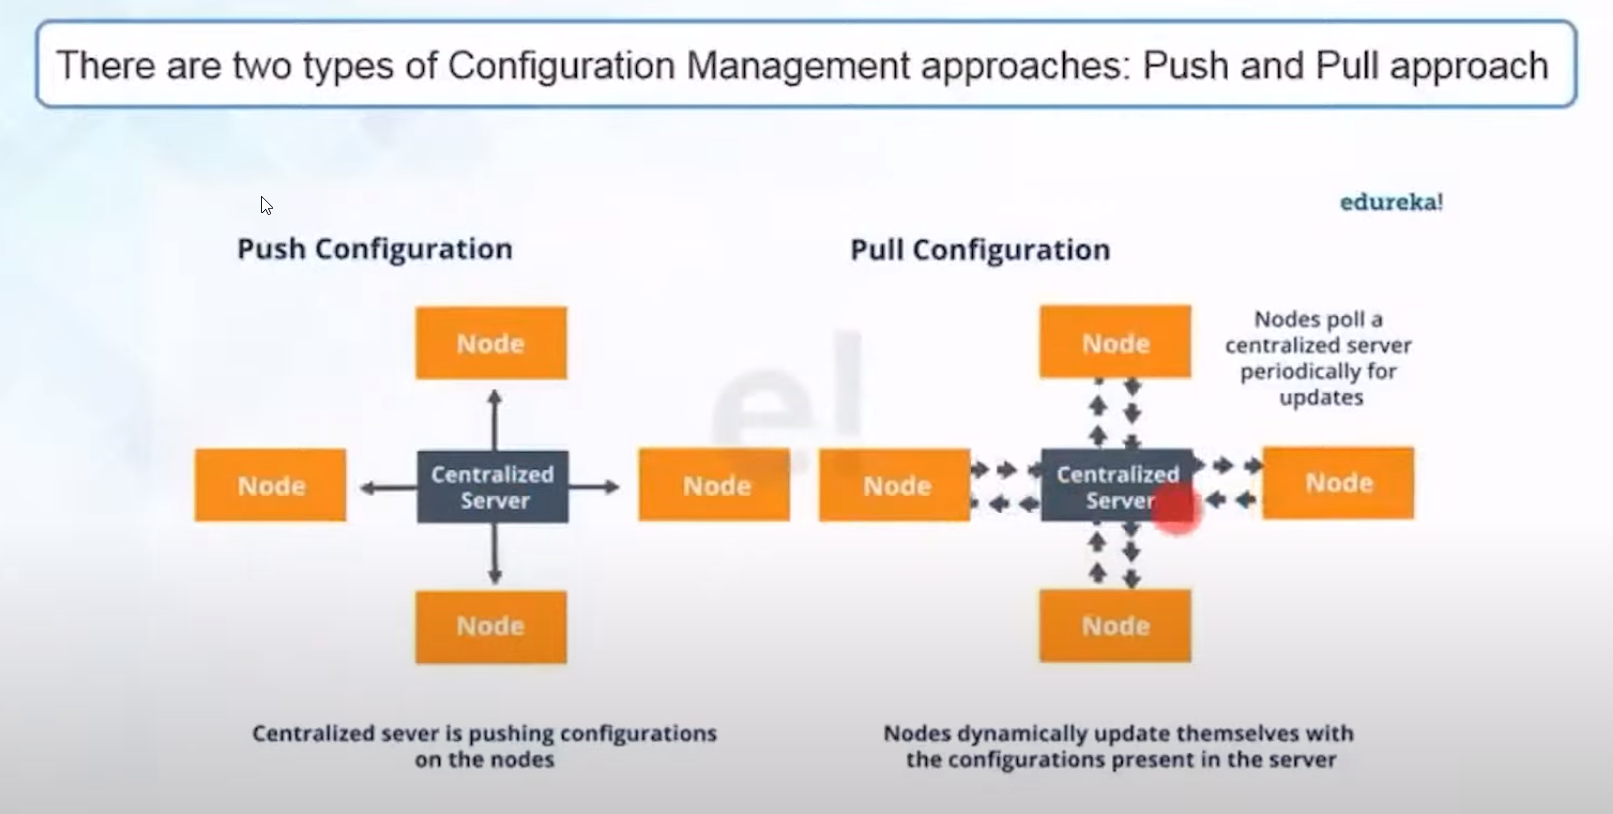 There are two types of Configuration Management approaches: Push and Pull approach
edureka!
Push Configuration
Node
Node
Centralized
Server
Node
Node
Centralized sever is pushing configurations
on the nodes
Pull Configuration
Node
Nodes poll a
centralized server
periodically for
updates
Node
Centralized
Server
Node
Node
Nodes dynamically update themselves with
the configurations present in the server
e!